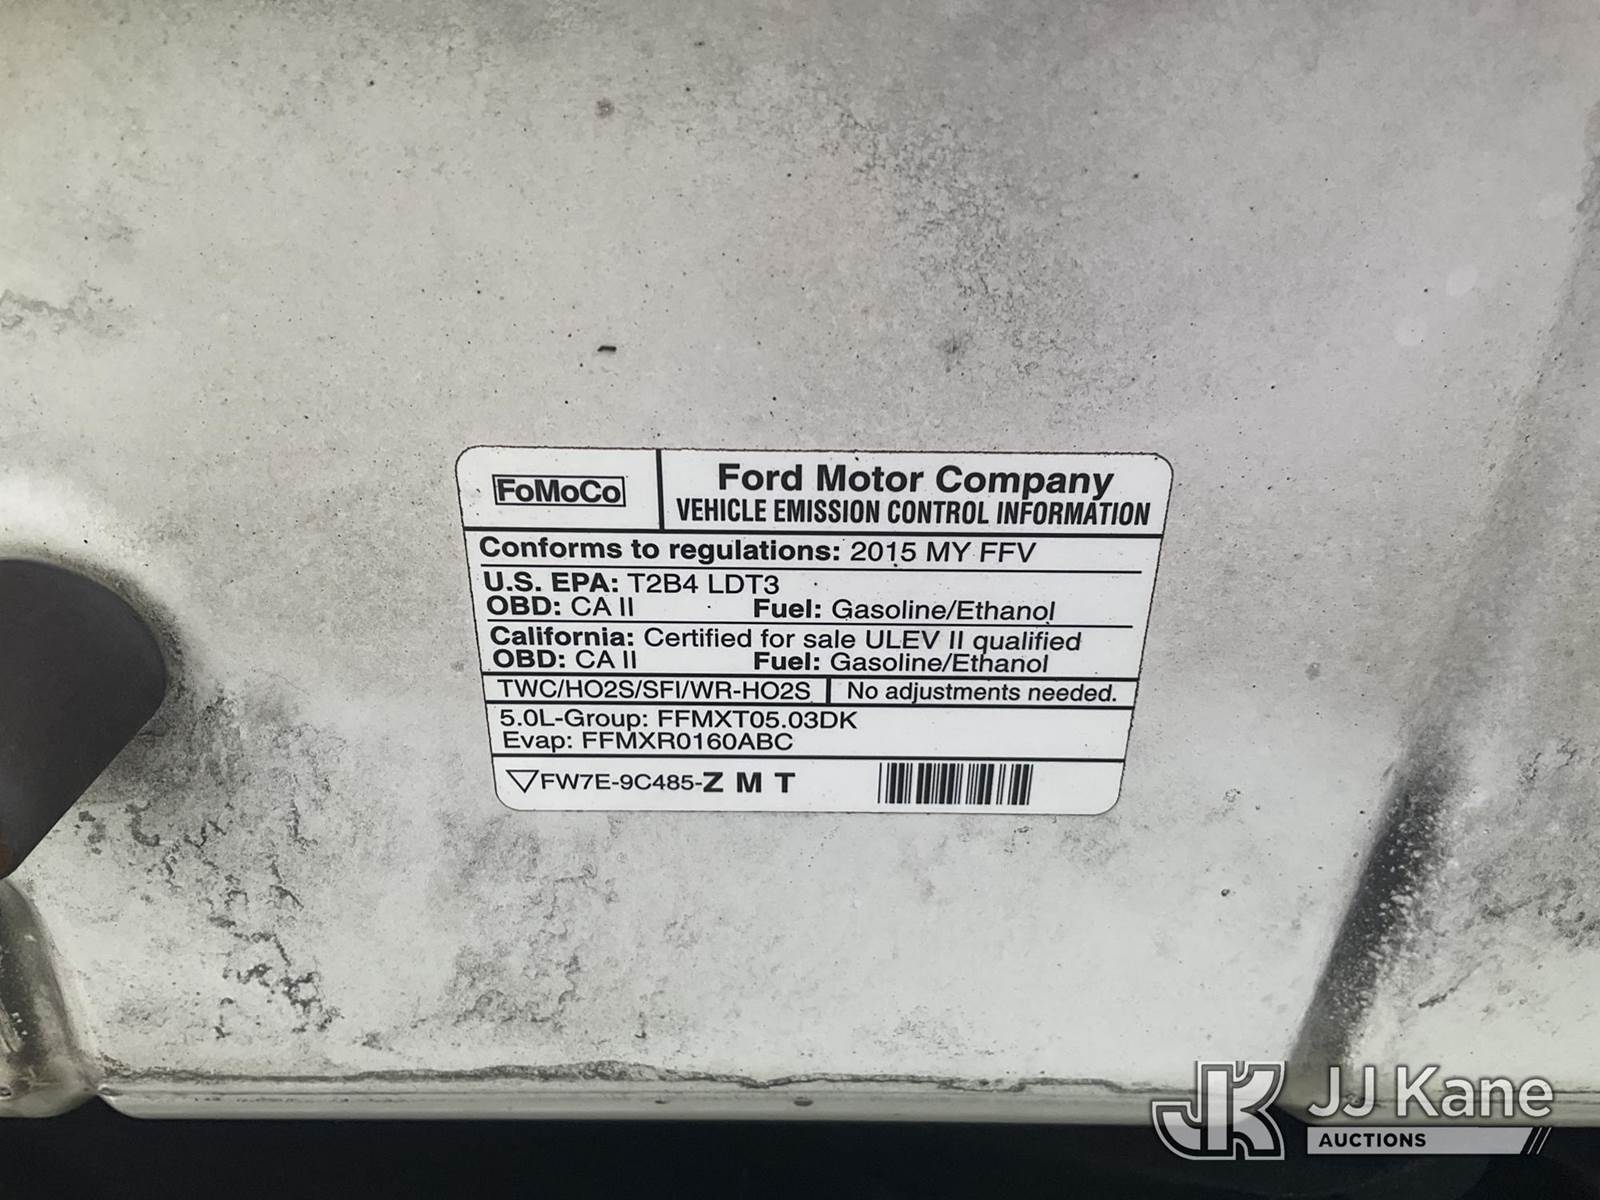 FoMoCo
Ford Motor Company
VEHICLE EMISSION CONTROL INFORMATION
Conforms to regulations: 2015 MY FFV
U.S. EPA: T2B4 LDT3
OBD: CA II Fuel: Gasoline/Ethanol
California: Certified for sale ULEV II qualified
OBD: CA II Fuel: Gasoline/Ethanol
TWC/HO2S/SFI/WR-HO2S No adjustments needed.
5.0L-Group: FFMXT05.03DK
Evap: FFMXR0160ABC
FW7E-9C485-Z M T
JK JJ Kane
AUCTIONS